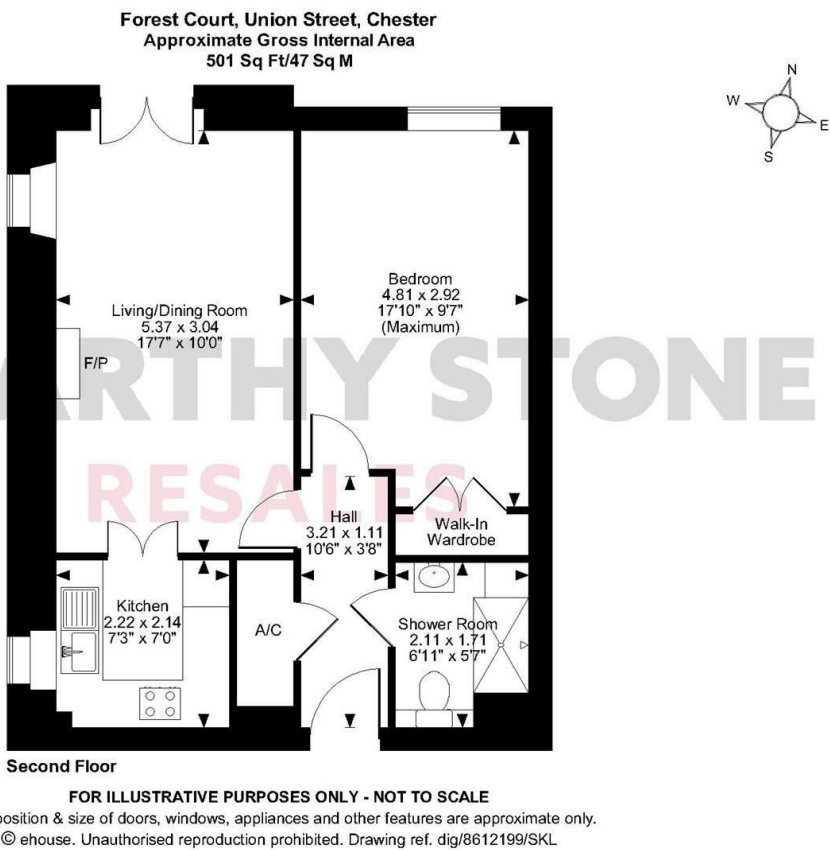 Forest Court, Union Street, Chester
Approximate Gross Internal Area
501 Sq Ft/47 Sq M
N
W
E
S
Bedroom
4.81 x 2.92
17'10" x 9'7"
(Maximum)
Living/Dining Room
5.37 x 3.04
17'7" x 10'0"
F/P
ARTHY STONE
RESALES
Hall
3.21 x 1.11
10'6" x 3'8"
Walk-In
Wardrobe
Kitchen
2.22 x 2.14
7'3" x 7'0"
A/C
Shower Room
2.11 x 1.71
6'11" x 5'7"
Second Floor
FOR ILLUSTRATIVE PURPOSES ONLY - NOT TO SCALE
position & size of doors, windows, appliances and other features are approximate only.
© ehouse. Unauthorised reproduction prohibited. Drawing ref. dig/8612199/SKL